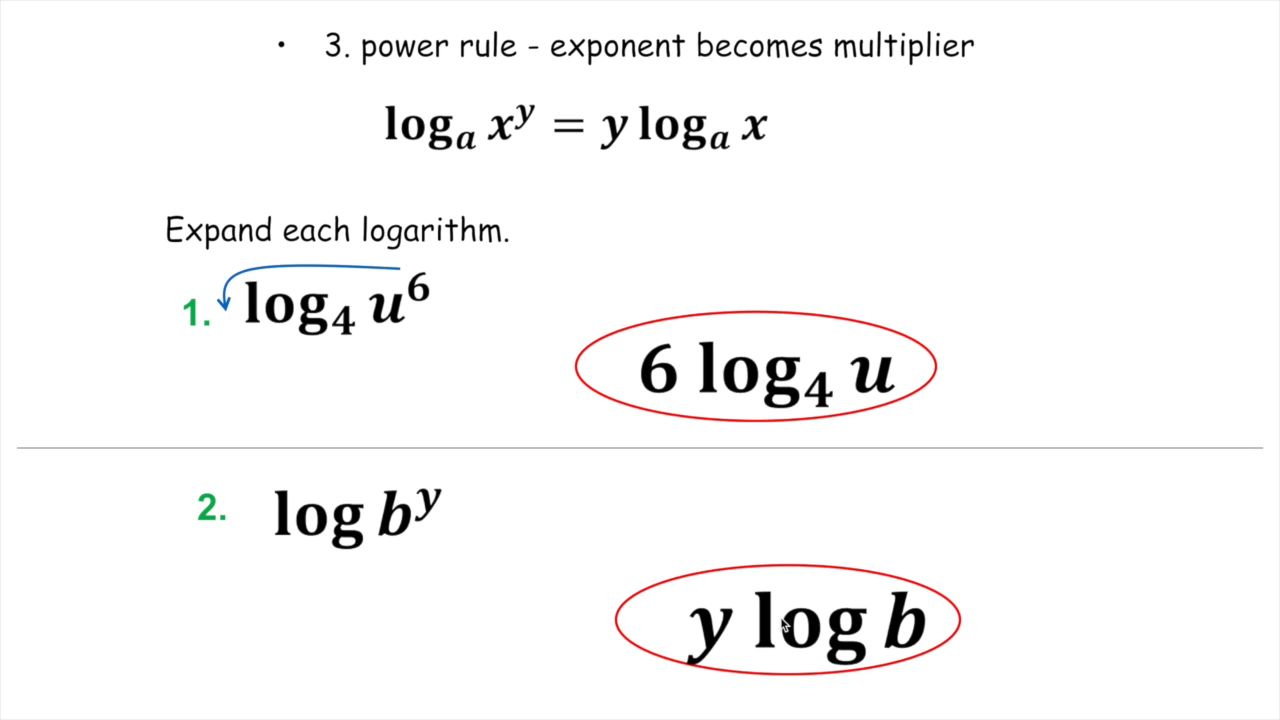 • 3. power rule - exponent becomes multiplier
logₐ xʸ = y logₐ x
Expand each logarithm.
1. log₄ u⁶
6 log₄ u
2. log bʸ
y log b